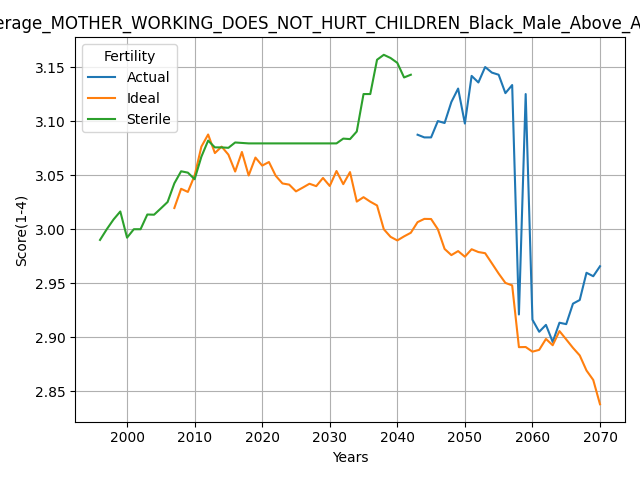 erage_MOTHER_WORKING_DOES_NOT_HURT_CHILDREN_Black_Male_Above_A
Fertility
Actual
Ideal
Sterile
Score(1-4)
3.15
3.10
3.05
3.00
2.95
2.90
2.85
2000 2010 2020 2030 2040 2050 2060 2070
Years